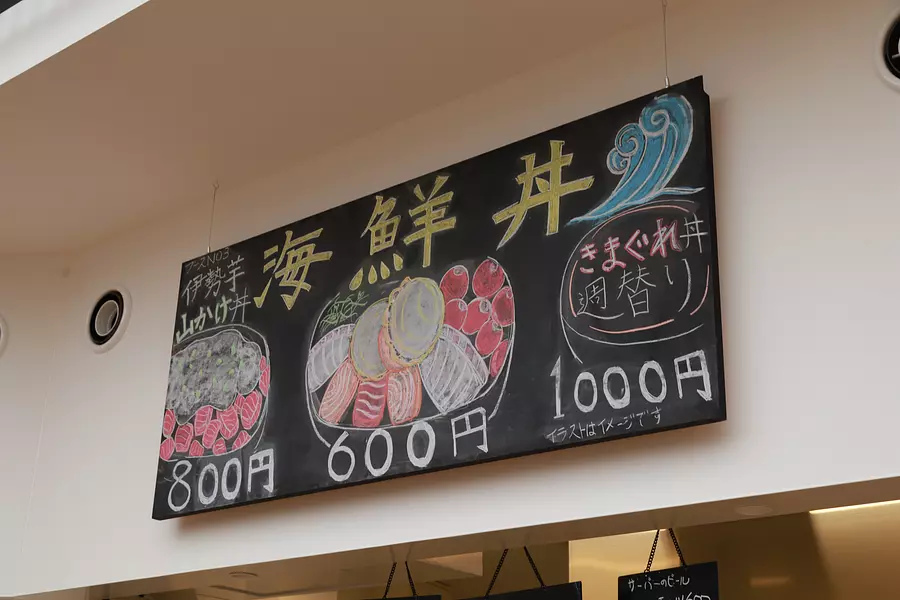 ブースNO3
伊勢芋
山かけ丼
800円
海鮮丼
600円
きまぐれ丼
週替り
1000円
イラストはイメージです
サーバーのビール